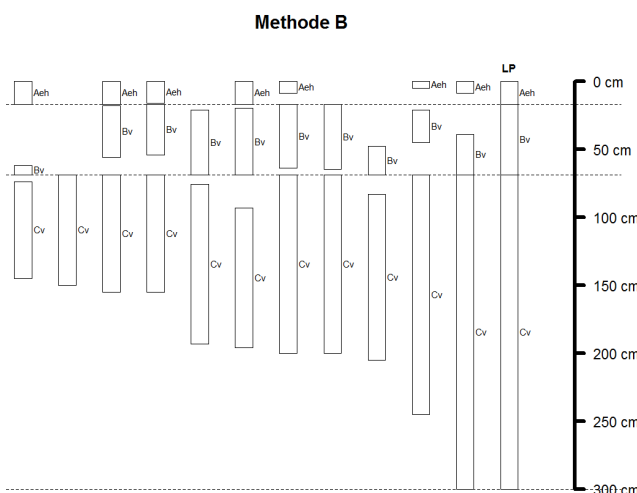 Methode B
LP
Aeh Aeh Aeh Aeh Aeh Aeh Aeh Aeh 0 cm
Bv Bv Bv Bv Bv Bv Bv Bv Bv Bv Bv 50 cm
Cv Cv Cv Cv Cv Cv Cv Cv Cv Cv Cv Cv
100 cm
150 cm
200 cm
250 cm
300 cm